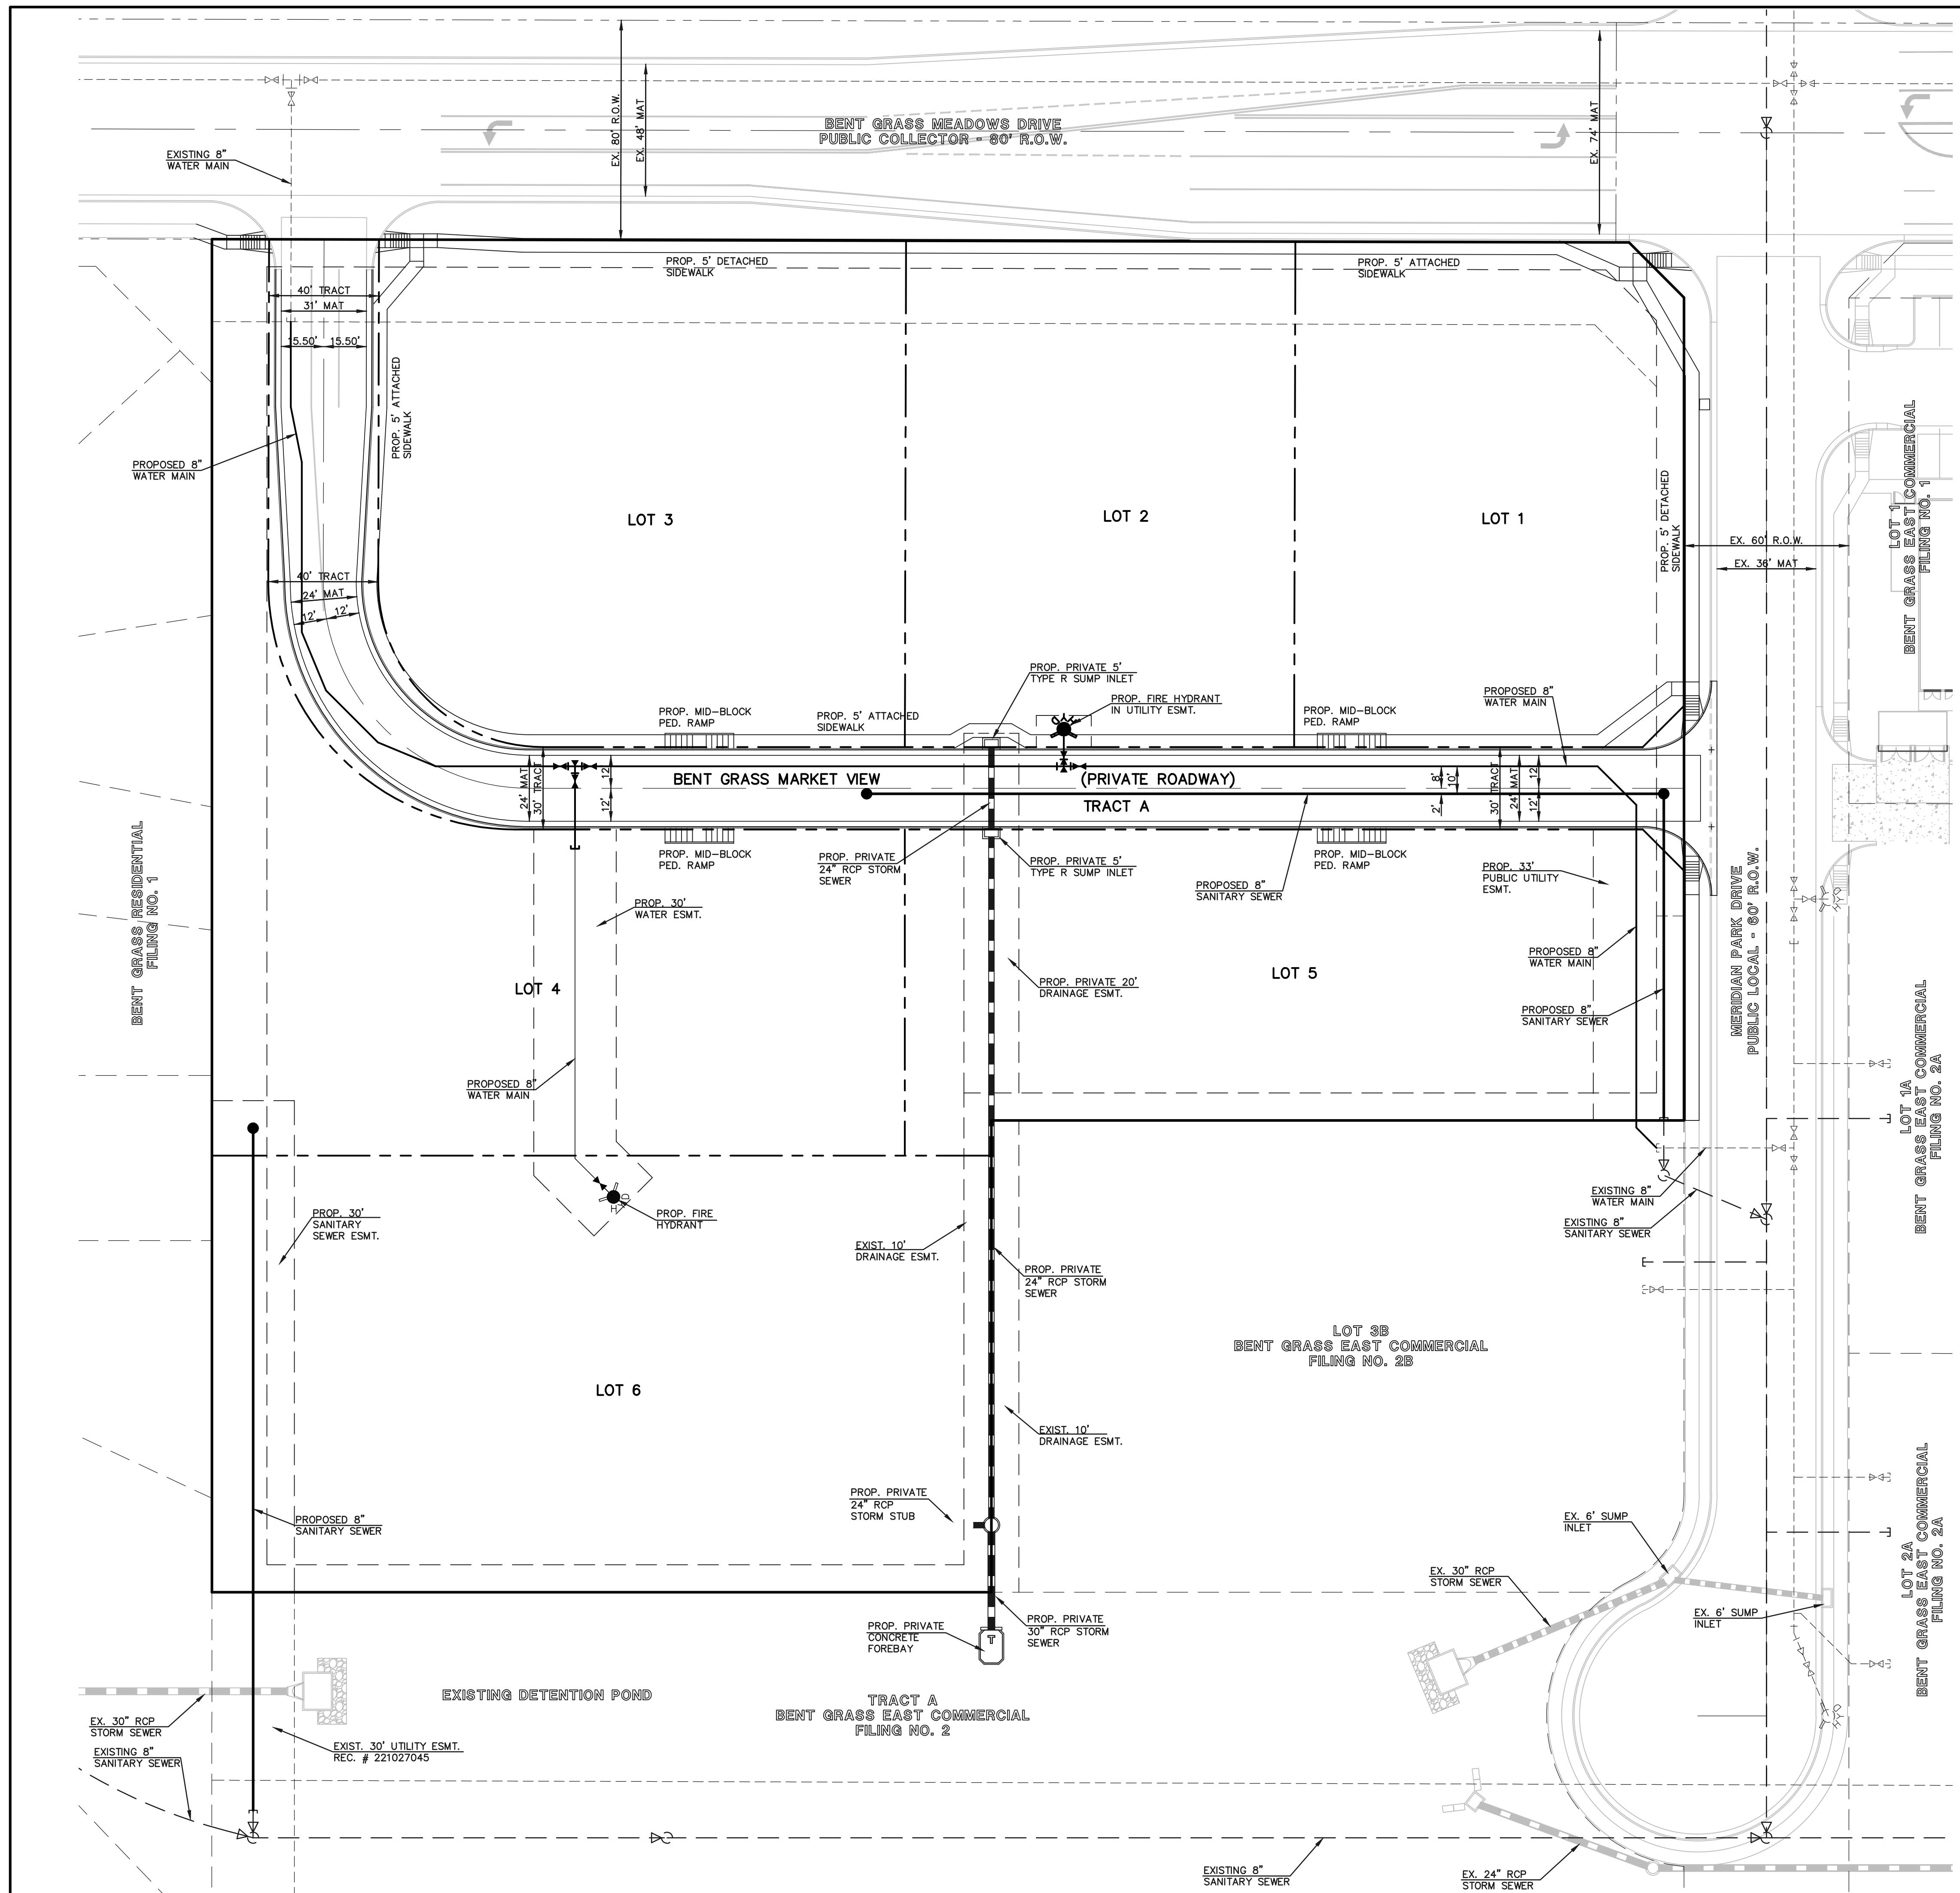 EX. 80' R.O.W.
EX. 48' MAT
BENT GRASS MEADOWS DRIVE
PUBLIC COLLECTOR - 80' R.O.W.
EX. 74' MAT
EXISTING 8"
WATER MAIN
PROP. 5' DETACHED
SIDEWALK
PROP. 5' ATTACHED
SIDEWALK
40' TRACT
31' MAT
15.50'
15.50'
PROP. 5' ATTACHED
SIDEWALK
PROPOSED 8"
WATER MAIN
LOT 3
LOT 2
LOT 1
PROP. 5' DETACHED
SIDEWALK
EX. 60' R.O.W.
EX. 36' MAT
LOT 1
BENT GRASS EAST COMMERCIAL
FILING NO. 1
40' TRACT
24' MAT
12'
12'
PROP. PRIVATE 5'
TYPE R SUMP INLET
PROP. FIRE HYDRANT
IN UTILITY ESMT.
PROPOSED 8"
WATER MAIN
PROP. MID-BLOCK
PED. RAMP
PROP. 5' ATTACHED
SIDEWALK
PROP. MID-BLOCK
PED. RAMP
HYD
24' MAT
30' TRACT
12'
12'
BENT GRASS MARKET VIEW
(PRIVATE ROADWAY)
TRACT A
8'
10'
2'
30' TRACT
24' MAT
12'
12'
PROP. MID-BLOCK
PED. RAMP
PROP. PRIVATE
24" RCP STORM
SEWER
PROP. PRIVATE 5'
TYPE R SUMP INLET
PROP. MID-BLOCK
PED. RAMP
PROPOSED 8"
SANITARY SEWER
PROP. 33'
PUBLIC UTILITY
ESMT.
BENT GRASS RESIDENTIAL
FILING NO. 1
PROP. 30'
WATER ESMT.
MERIDIAN PARK DRIVE
PUBLIC LOCAL - 60' R.O.W.
HYD
LOT 4
PROP. PRIVATE 20'
DRAINAGE ESMT.
LOT 5
PROPOSED 8"
WATER MAIN
PROPOSED 8"
SANITARY SEWER
PROPOSED 8"
WATER MAIN
LOT 1A
BENT GRASS EAST COMMERCIAL
FILING NO. 2A
PROP. 30'
SANITARY
SEWER ESMT.
HYD
PROP. FIRE
HYDRANT
EXISTING 8"
WATER MAIN
EXISTING 8"
SANITARY SEWER
EXIST. 10'
DRAINAGE ESMT.
PROP. PRIVATE
24" RCP STORM
SEWER
LOT 3B
BENT GRASS EAST COMMERCIAL
FILING NO. 2B
LOT 6
EXIST. 10'
DRAINAGE ESMT.
PROP. PRIVATE
24" RCP
STORM STUB
PROPOSED 8"
SANITARY SEWER
EX. 6' SUMP
INLET
LOT 2A
BENT GRASS EAST COMMERCIAL
FILING NO. 2A
EX. 30" RCP
STORM SEWER
EX. 6' SUMP
INLET
PROP. PRIVATE
CONCRETE
FOREBAY
T
PROP. PRIVATE
30" RCP STORM
SEWER
EXISTING DETENTION POND
TRACT A
BENT GRASS EAST COMMERCIAL
FILING NO. 2
HYD
EX. 30" RCP
STORM SEWER
EXISTING 8"
SANITARY SEWER
EXIST. 30' UTILITY ESMT.
REC. # 221027045
EXISTING 8"
SANITARY SEWER
EX. 24" RCP
STORM SEWER